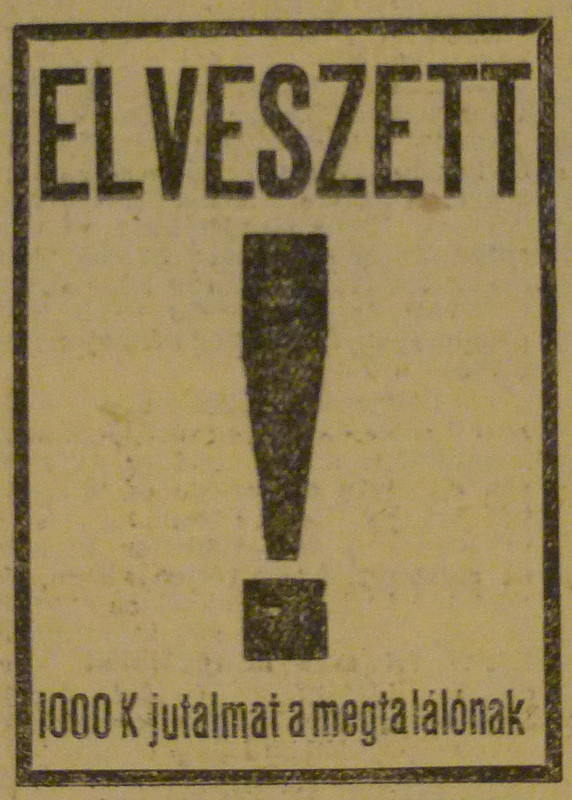 ELVESZETT
!
1000 K jutalmat a megtalálónak